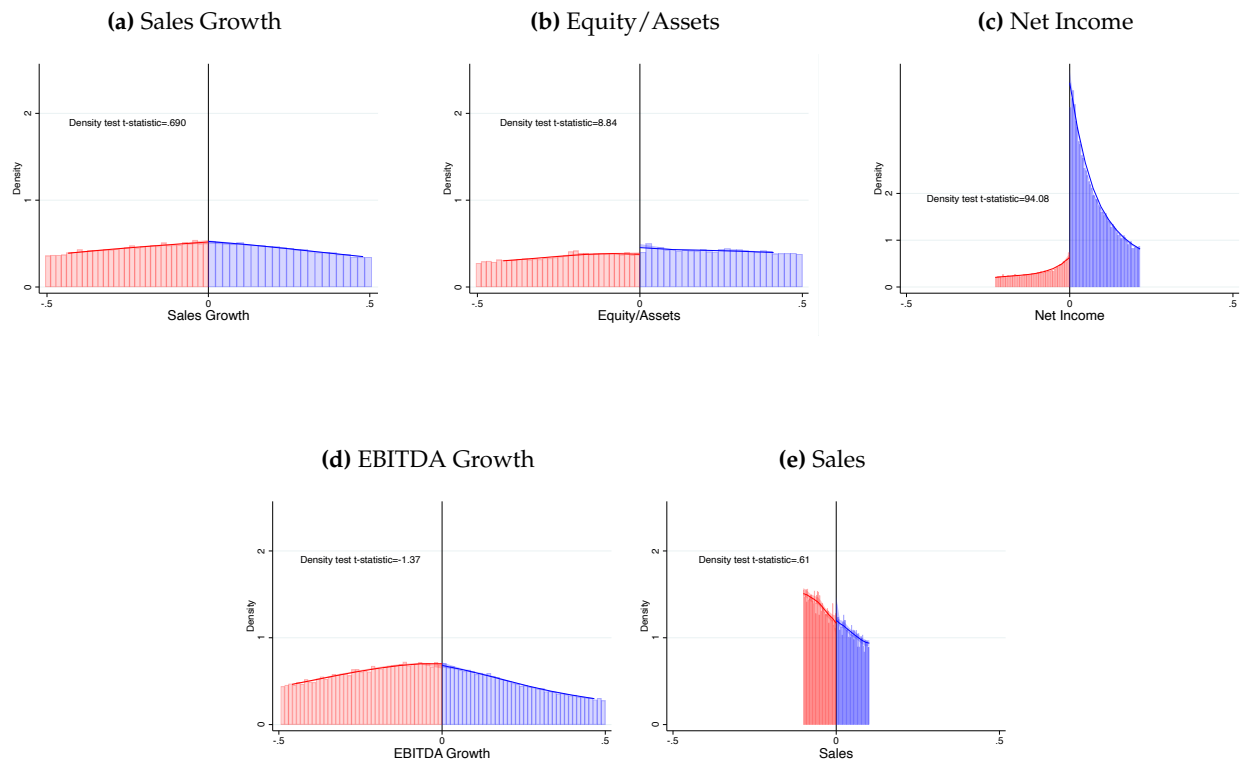 (a) Sales Growth
2
1
0
Density
Density test t-statistic=.690
-.5
0
.5
Sales Growth
(b) Equity/Assets
2
1
0
Density
Density test t-statistic=8.84
-.5
0
.5
Equity/Assets
(c) Net Income
2
1
0
Density
Density test t-statistic=94.08
-.5
0
.5
Net Income
(d) EBITDA Growth
2
1
0
Density
Density test t-statistic=-1.37
-.5
0
.5
EBITDA Growth
(e) Sales
2
1
0
Density
Density test t-statistic=.61
-.5
0
.5
Sales